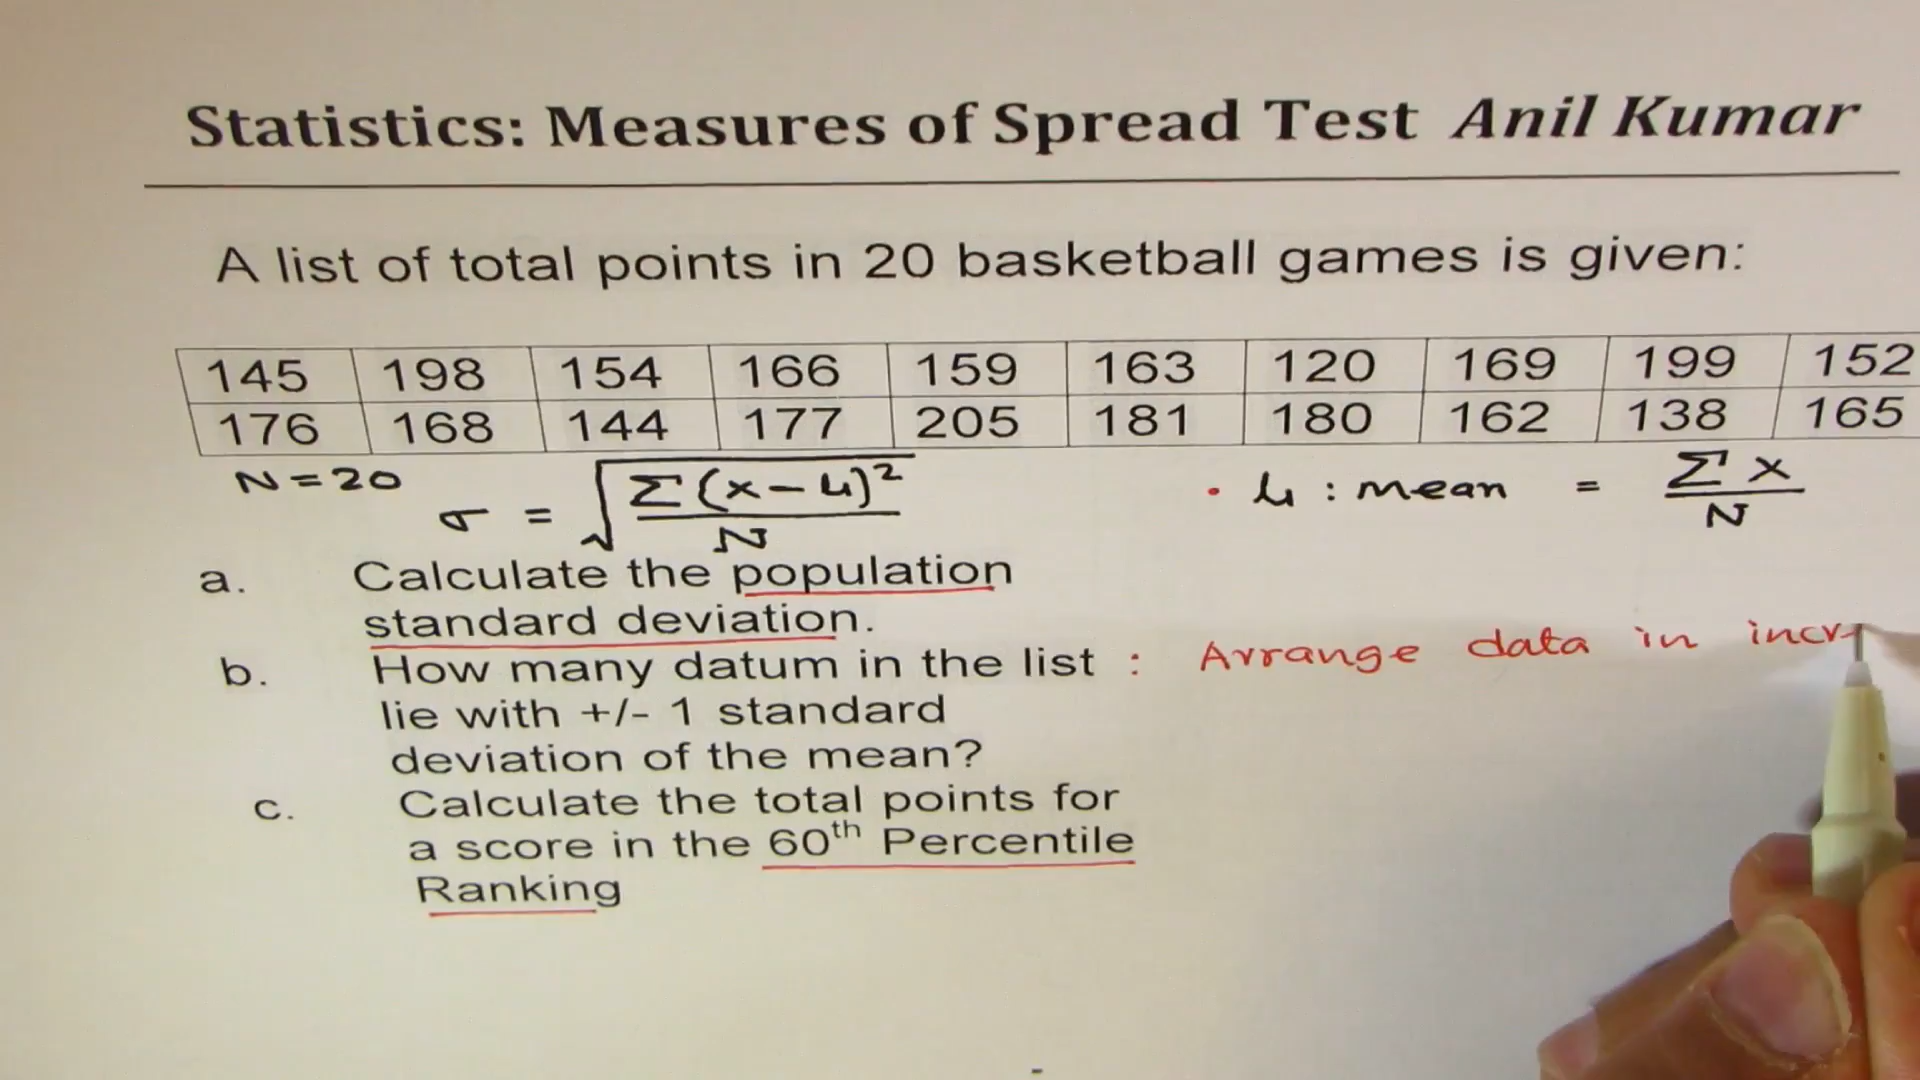 Statistics: Measures of Spread Test Anil Kumar
A list of total points in 20 basketball games is given:
145 198 154 166 159 163 120 169 199 152
176 168 144 177 205 181 180 162 138 165
N = 20
σ = √Σ(x-μ)²/N
μ : mean = Σx/N
a. Calculate the population
standard deviation.
b. How many datum in the list : Arrange data in incr
lie with +/- 1 standard
deviation of the mean?
c. Calculate the total points for
a score in the 60th Percentile
Ranking